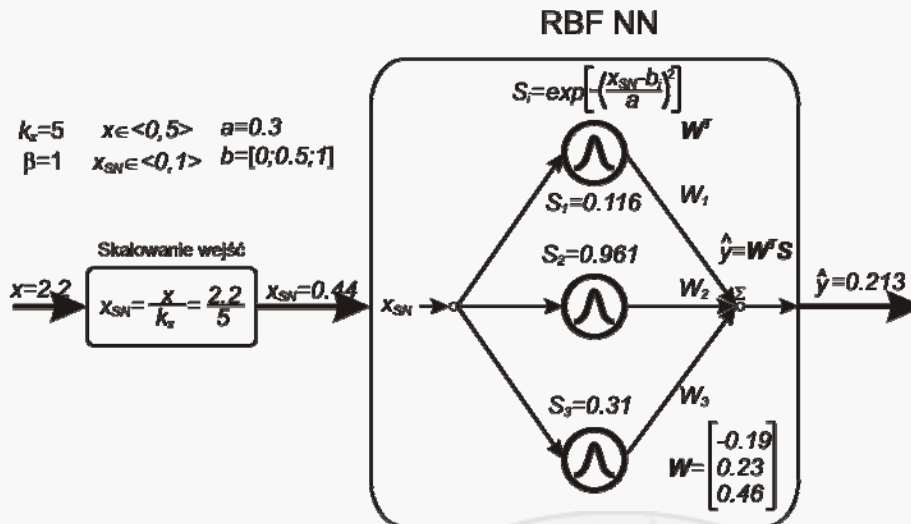 RBF NN
k_x=5 x∈<0,5> a=0.3
β=1 x_SN∈<0,1> b=[0;0.5;1]
S_i=exp[-(x_SN-b_i/a)^2]
W^T
S_1=0.116
W_1
Skalowanie wejść
x=2.2
x_SN=x/k_x=2.2/5
x_SN=0.44
x_SN
S_2=0.961
W_2
Σ
ŷ=W^T S
ŷ=0.213
S_3=0.31
W_3
W=[-0.19
0.23
0.46]